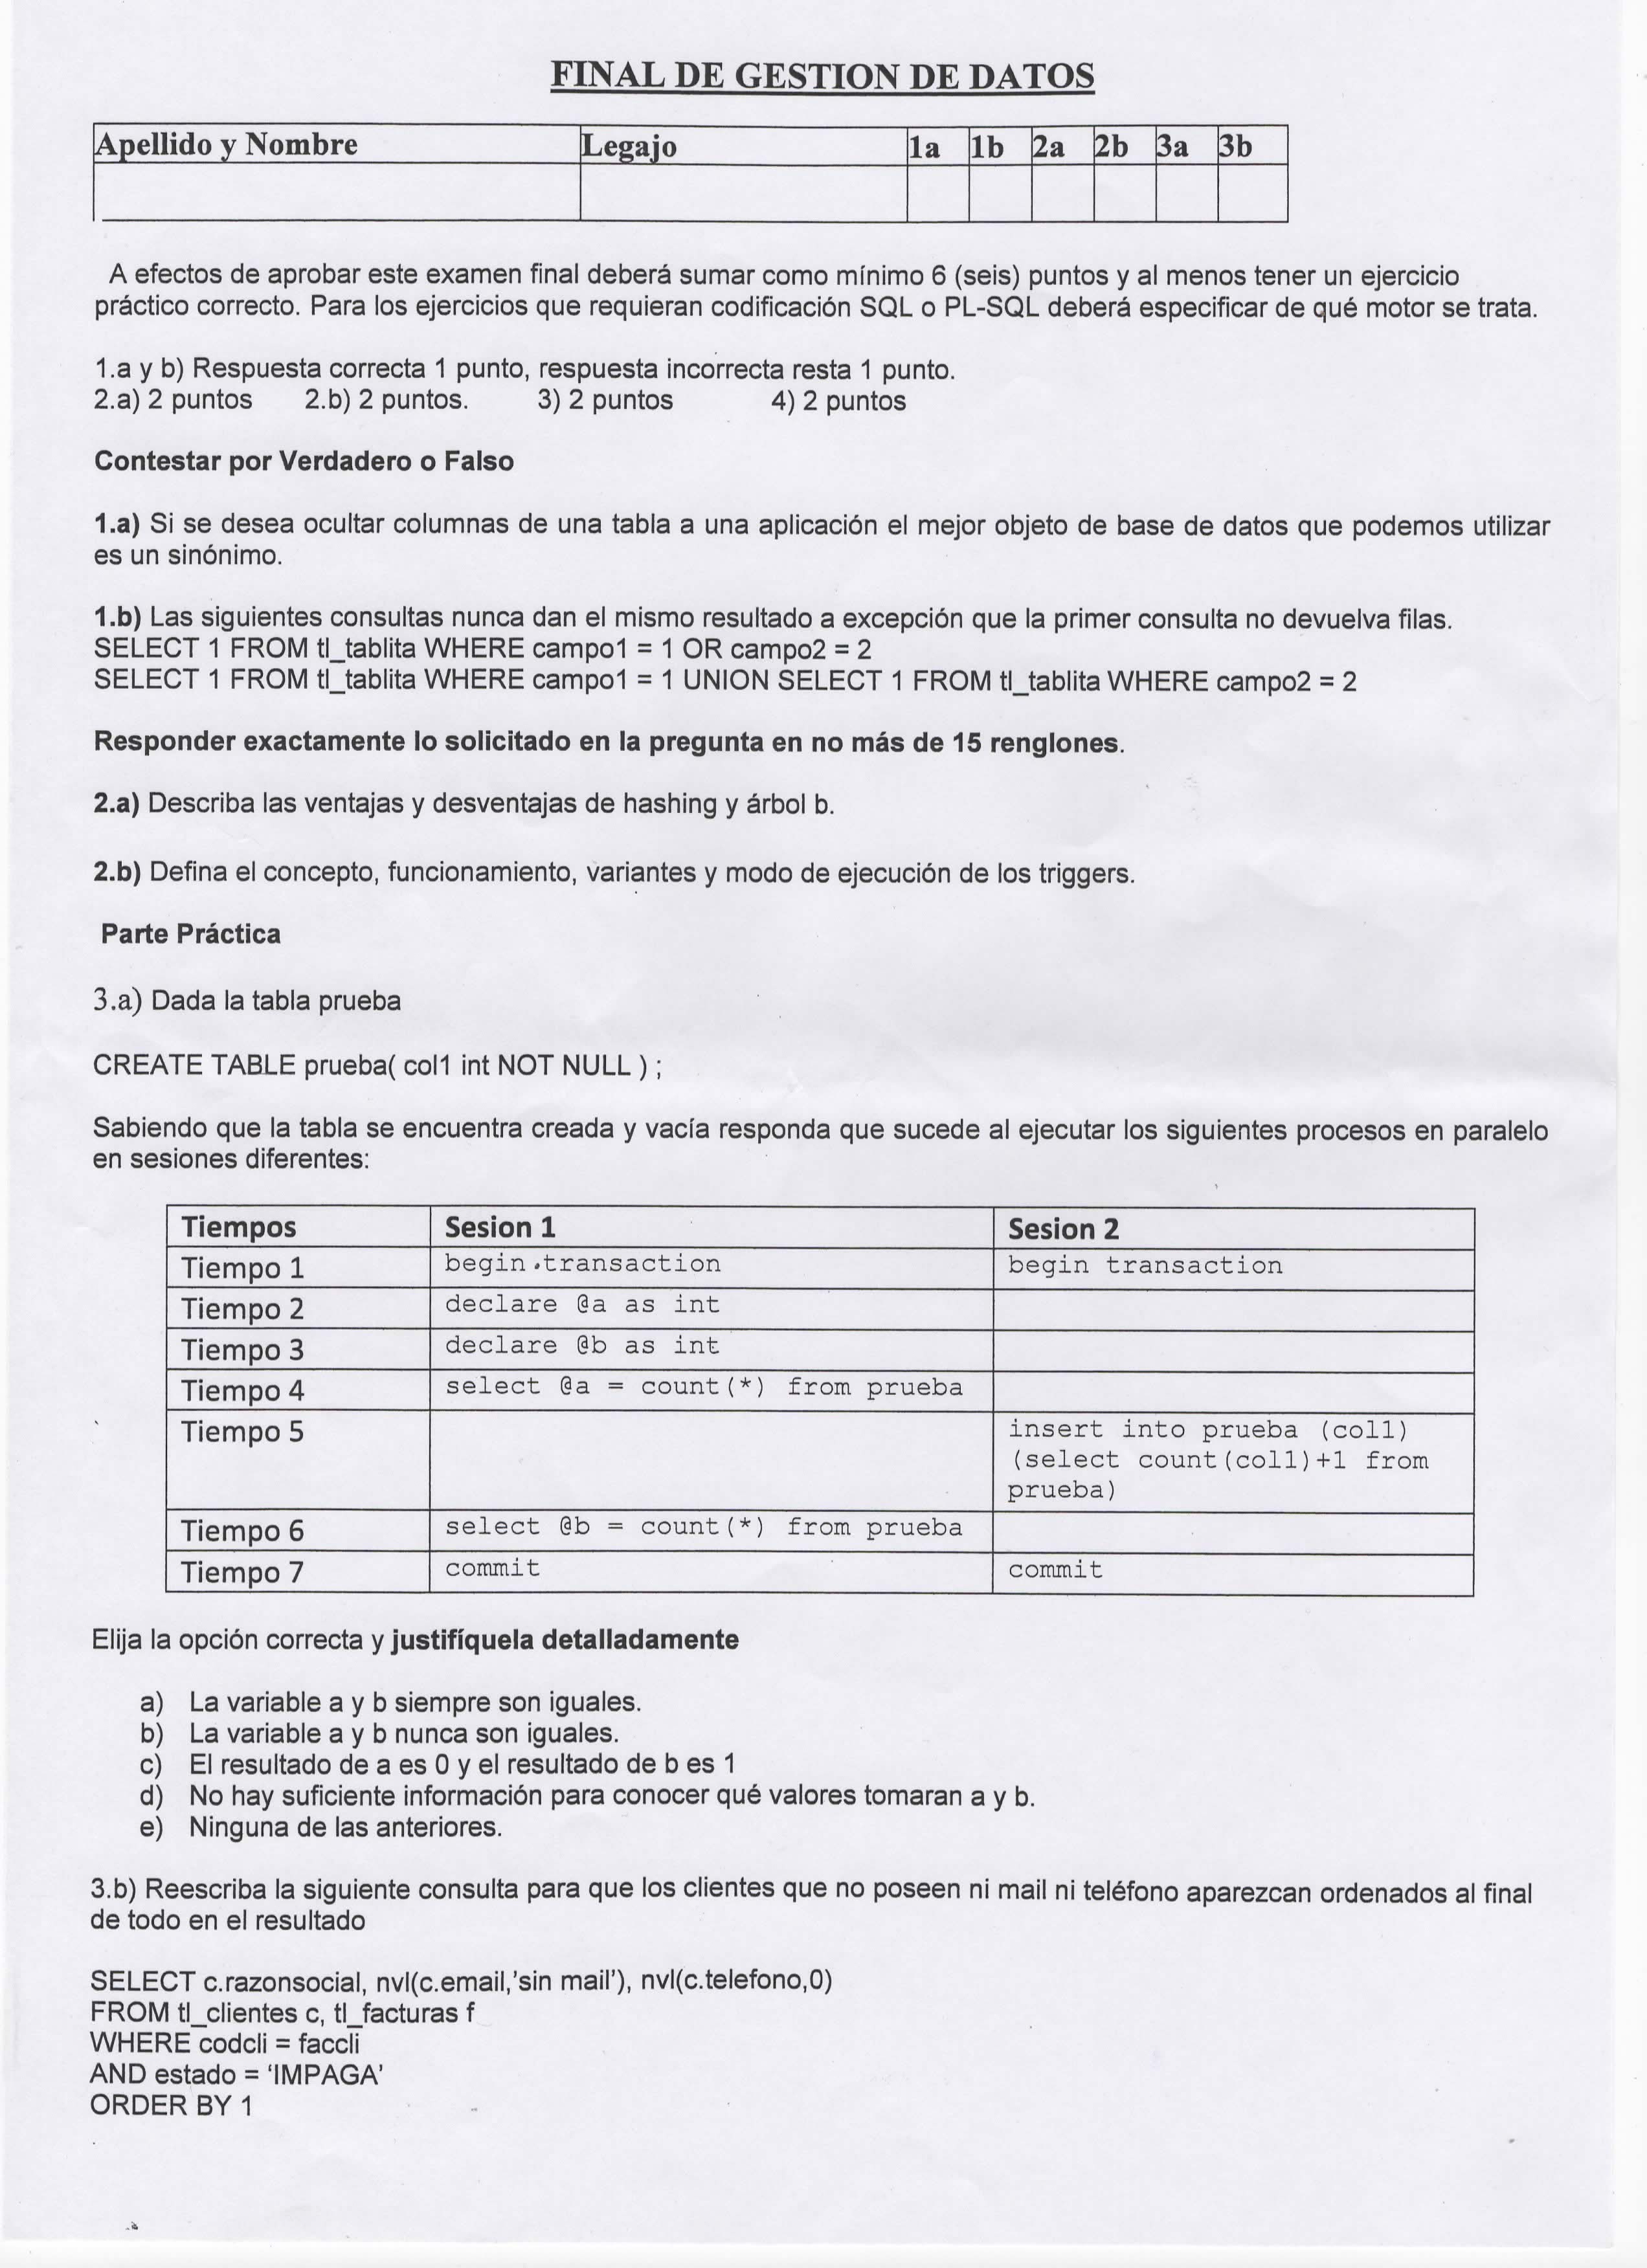 FINAL DE GESTION DE DATOS
Apellido y Nombre Legajo 1a 1b 2a 2b 3a 3b
A efectos de aprobar este examen final deberá sumar como mínimo 6 (seis) puntos y al menos tener un ejercicio
práctico correcto. Para los ejercicios que requieran codificación SQL o PL-SQL deberá especificar de qué motor se trata.
1.a y b) Respuesta correcta 1 punto, respuesta incorrecta resta 1 punto.
2.a) 2 puntos 2.b) 2 puntos. 3) 2 puntos 4) 2 puntos
Contestar por Verdadero o Falso
1.a) Si se desea ocultar columnas de una tabla a una aplicación el mejor objeto de base de datos que podemos utilizar
es un sinónimo.
1.b) Las siguientes consultas nunca dan el mismo resultado a excepción que la primer consulta no devuelva filas.
SELECT 1 FROM tl_tablita WHERE campo1 = 1 OR campo2 = 2
SELECT 1 FROM tl_tablita WHERE campo1 = 1 UNION SELECT 1 FROM tl_tablita WHERE campo2 = 2
Responder exactamente lo solicitado en la pregunta en no más de 15 renglones.
2.a) Describa las ventajas y desventajas de hashing y árbol b.
2.b) Defina el concepto, funcionamiento, variantes y modo de ejecución de los triggers.
Parte Práctica
3.a) Dada la tabla prueba
CREATE TABLE prueba( col1 int NOT NULL ) ;
Sabiendo que la tabla se encuentra creada y vacía responda que sucede al ejecutar los siguientes procesos en paralelo
en sesiones diferentes:
Tiempos Sesion 1 Sesion 2
Tiempo 1 begin transaction begin transaction
Tiempo 2 declare @a as int
Tiempo 3 declare @b as int
Tiempo 4 select @a = count(*) from prueba
Tiempo 5 insert into prueba (col1)
(select count(col1)+1 from
prueba)
Tiempo 6 select @b = count(*) from prueba
Tiempo 7 commit commit
Elija la opción correcta y justifíquela detalladamente
a) La variable a y b siempre son iguales.
b) La variable a y b nunca son iguales.
c) El resultado de a es 0 y el resultado de b es 1
d) No hay suficiente información para conocer qué valores tomaran a y b.
e) Ninguna de las anteriores.
3.b) Reescriba la siguiente consulta para que los clientes que no poseen ni mail ni teléfono aparezcan ordenados al final
de todo en el resultado
SELECT c.razonsocial, nvl(c.email,'sin mail'), nvl(c.telefono,0)
FROM tl_clientes c, tl_facturas f
WHERE codcli = faccli
AND estado = ‘IMPAGA’
ORDER BY 1